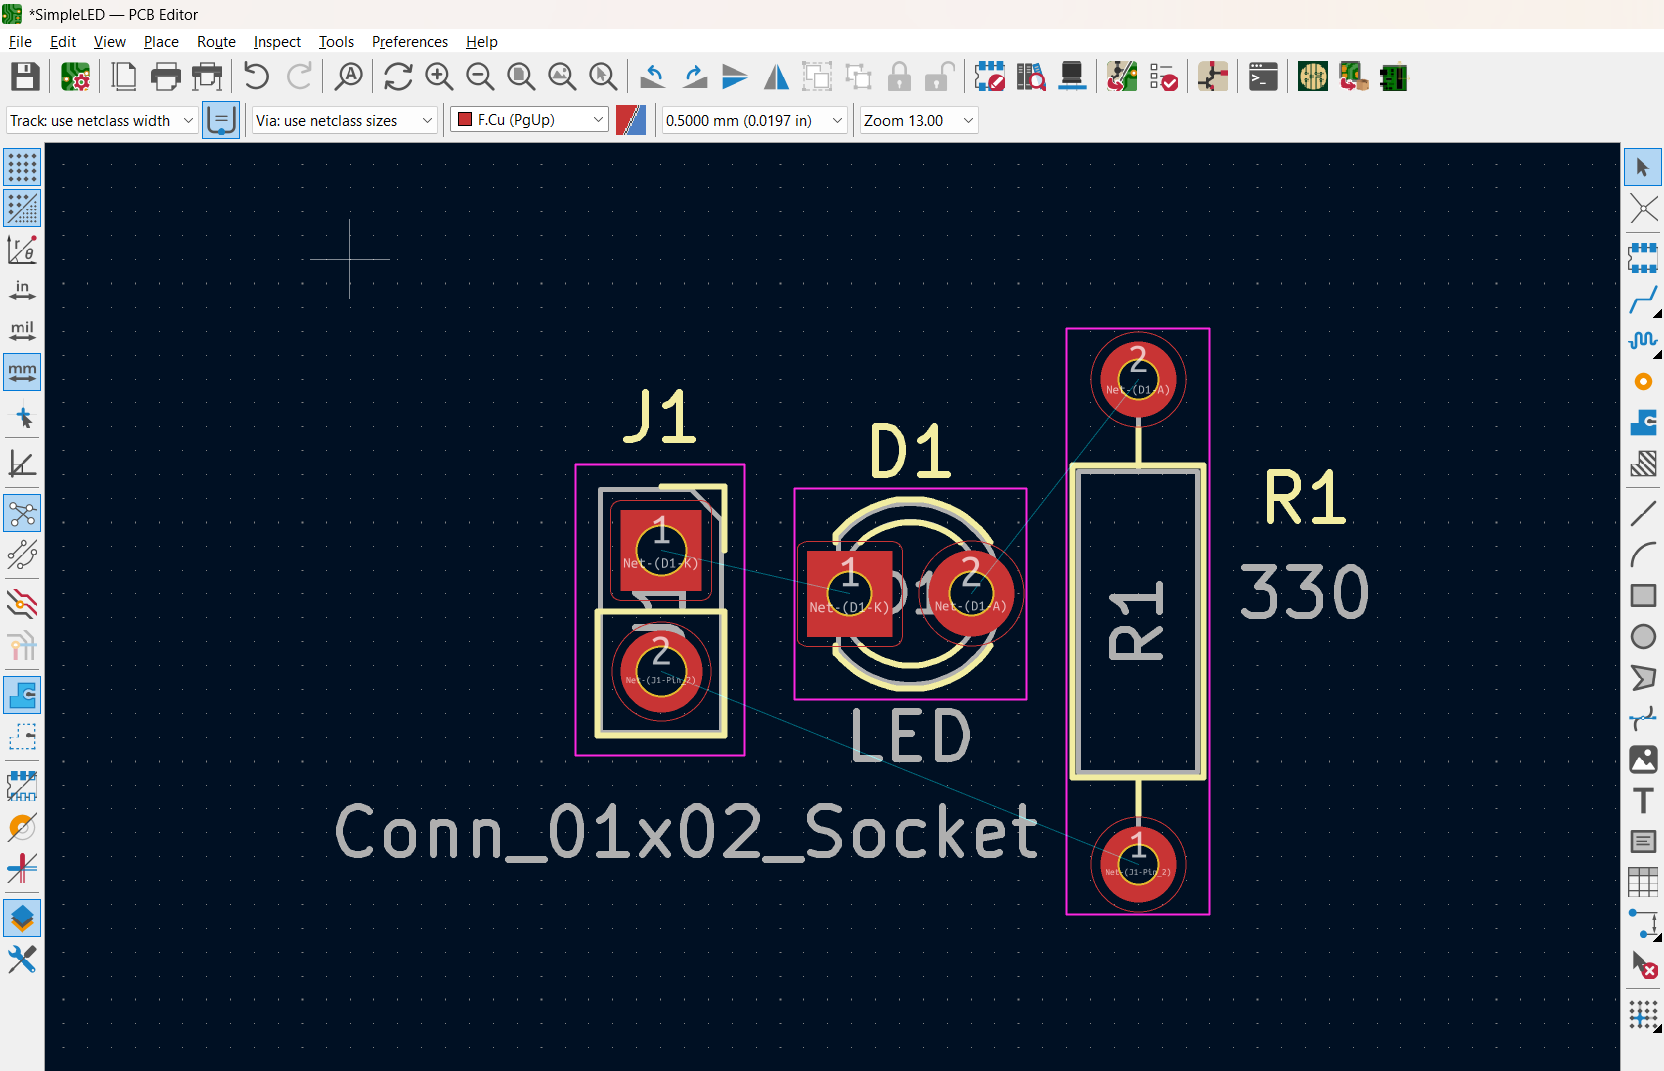 *SimpleLED — PCB Editor
File Edit View Place Route Inspect Tools Preferences Help
Track: use netclass width Via: use netclass sizes F.Cu (PgUp) 0.5000 mm (0.0197 in) Zoom 13.00
r
θ
in
mil
mm
J1
1
Net-(D1-K)
2
Net-(J1-Pin_2)
Conn_01x02_Socket
D1
1
Net-(D1-K)
D1
2
Net-(D1-A)
LED
2
Net-(D1-A)
R1
R1
330
1
Net-(J1-Pin_2)
T